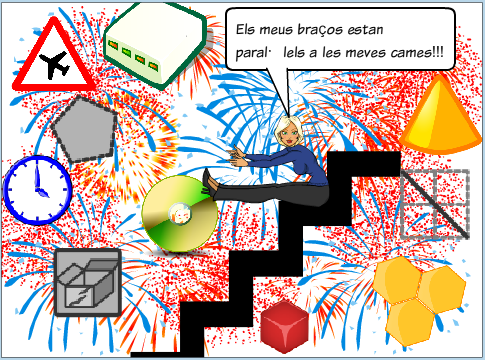 Els meus braços estan
paral· lels a les meves cames!!!